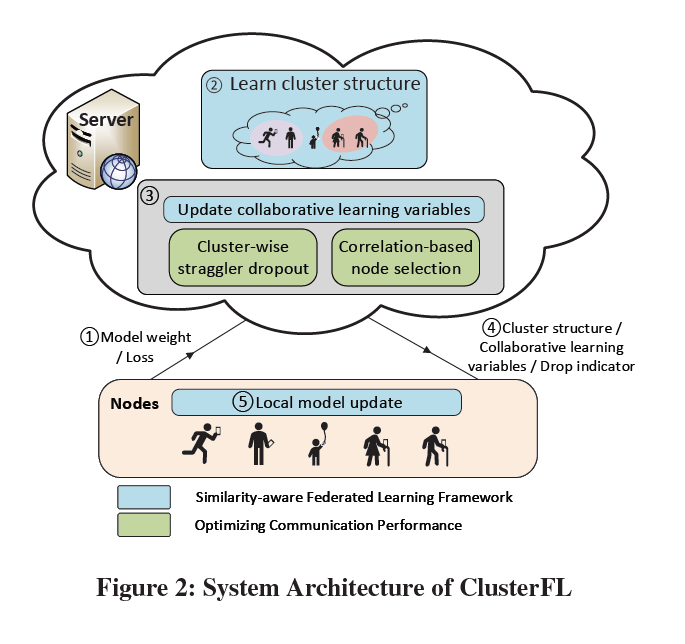 Server
② Learn cluster structure
③
Update collaborative learning variables
Cluster-wise
straggler dropout
Correlation-based
node selection
①Model weight
/ Loss
④Cluster structure /
Collaborative learning
variables / Drop indicator
Nodes
⑤Local model update
Similarity-aware Federated Learning Framework
Optimizing Communication Performance
Figure 2: System Architecture of ClusterFL